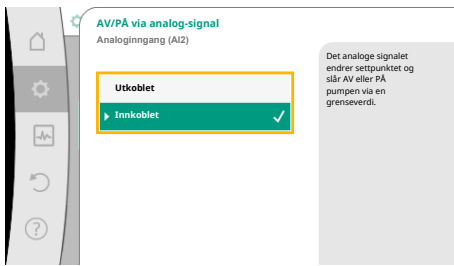 AV/PÅ via analog-signal
Analoginngang (AI2)
Utkoblet
Innkoblet
Det analoge signalet
endrer settpunktet og
slår AV eller PÅ
pumpen via en
grenseverdi.
?